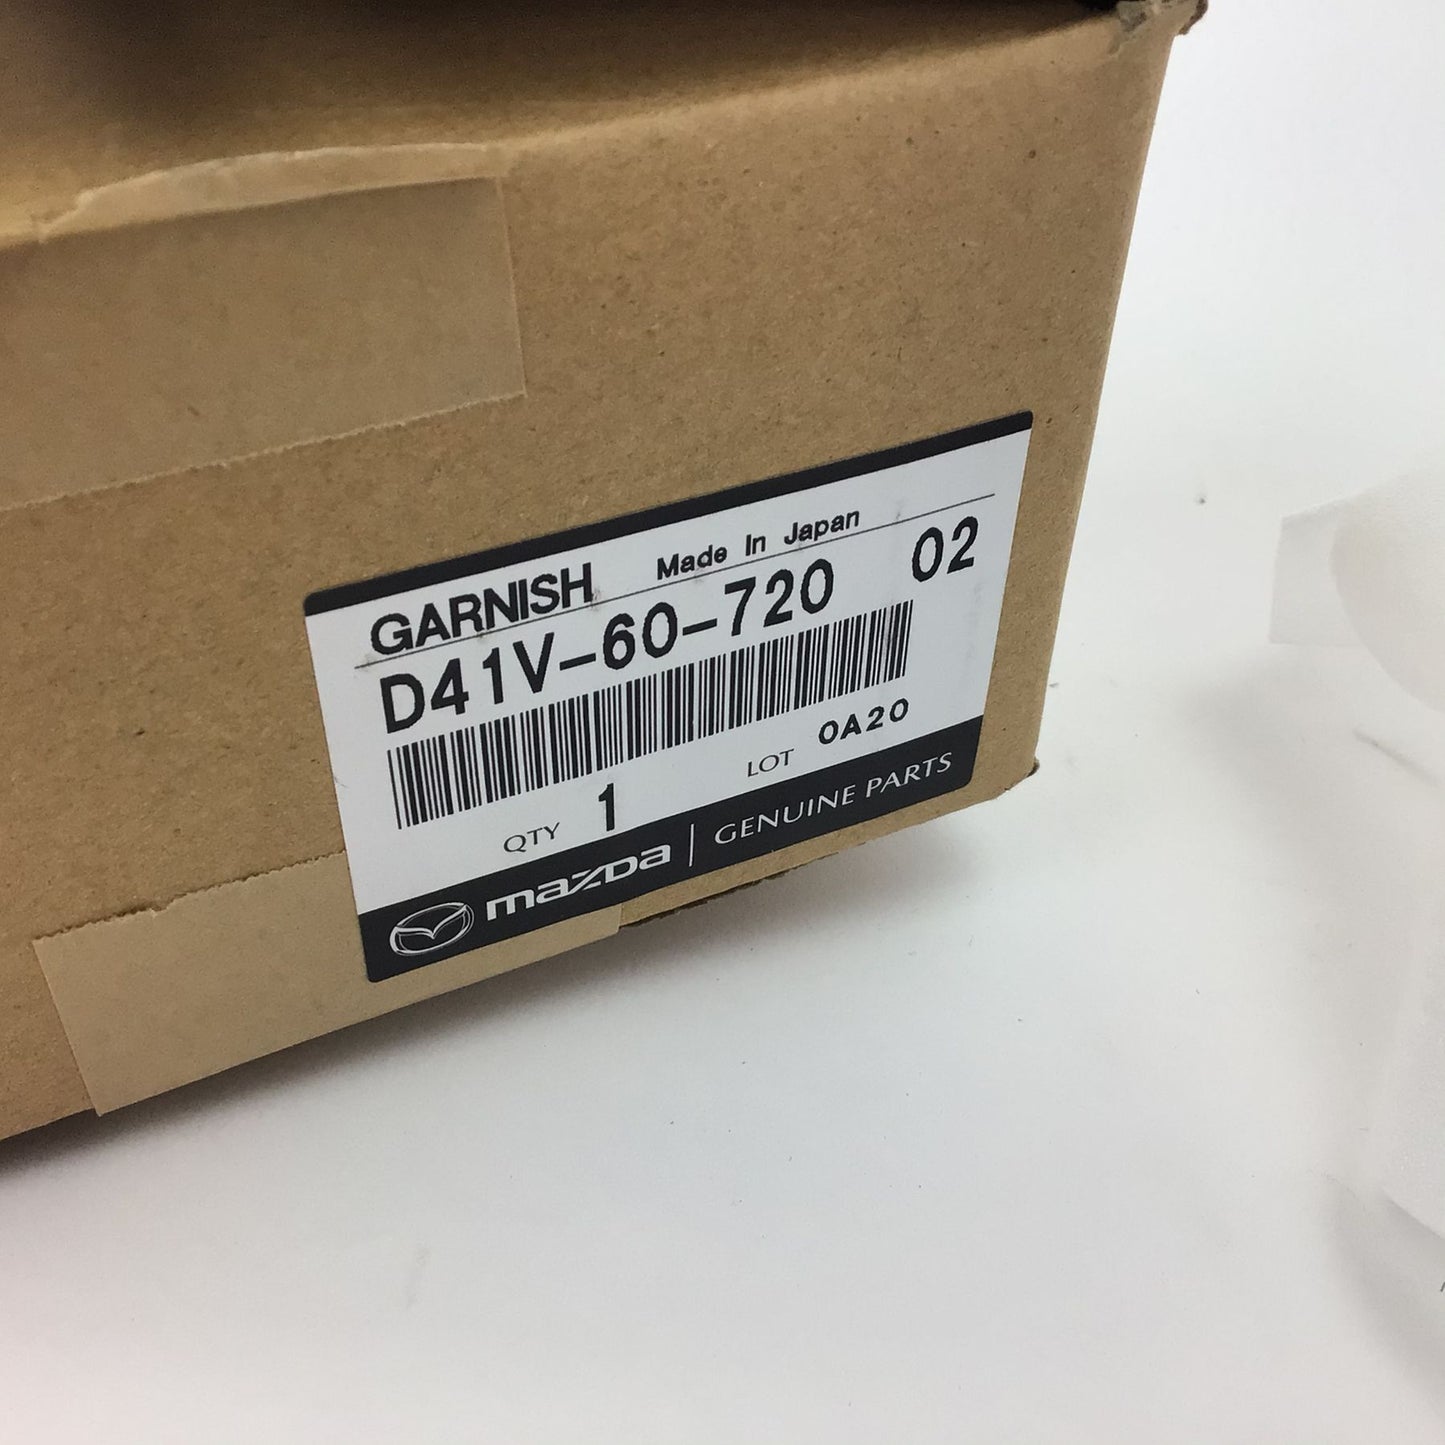 GARNISH Made In Japan
D41V-60-720 02
QTY 1 LOT 0A20
mazda | GENUINE PARTS